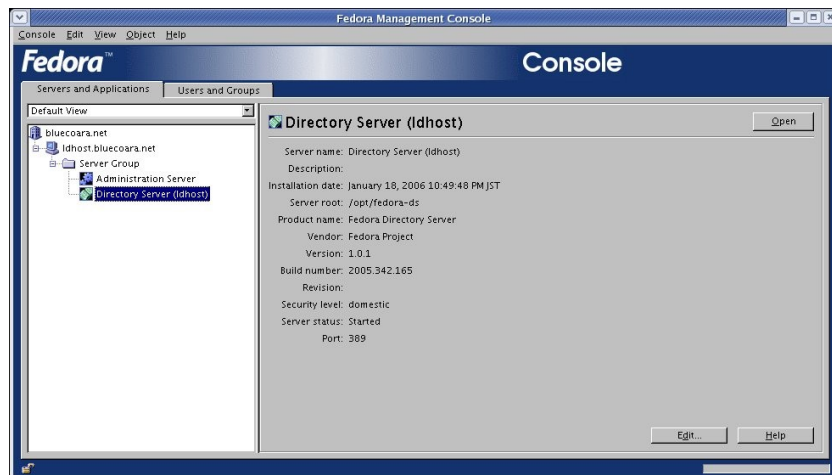 Fedora Management Console
Console Edit View Object Help
Fedora™
Console
Servers and Applications
Users and Groups
Default View
bluecoara.net
ldhost.bluecoara.net
Server Group
Administration Server
Directory Server (ldhost)
Directory Server (ldhost)
Open
Server name: Directory Server (ldhost)
Description:
Installation date: January 18, 2006 10:49:48 PM JST
Server root: /opt/fedora-ds
Product name: Fedora Directory Server
Vendor: Fedora Project
Version: 1.0.1
Build number: 2005.342.165
Revision:
Security level: domestic
Server status: Started
Port: 389
Edit...
Help